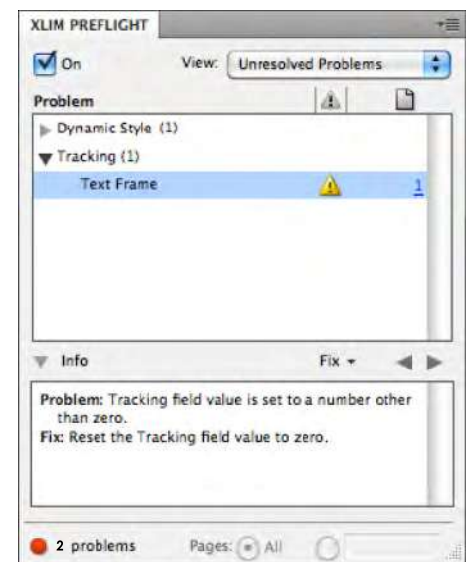 XLIM PREFLIGHT
On View: Unresolved Problems
Problem
Dynamic Style (1)
Tracking (1)
Text Frame 1
Info Fix
Problem: Tracking field value is set to a number other
than zero.
Fix: Reset the Tracking field value to zero.
2 problems Pages: All